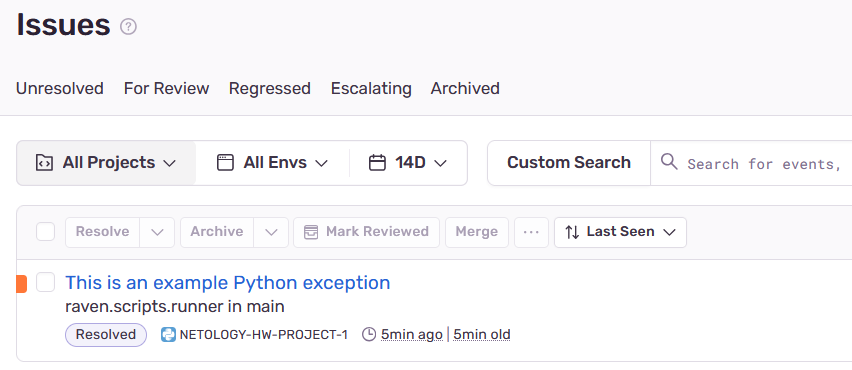 Issues ?
Unresolved For Review Regressed Escalating Archived
All Projects All Envs 14D Custom Search Search for events,
Resolve Archive Mark Reviewed Merge ... Last Seen
This is an example Python exception
raven.scripts.runner in main
Resolved NETOLOGY-HW-PROJECT-1 5min ago | 5min old